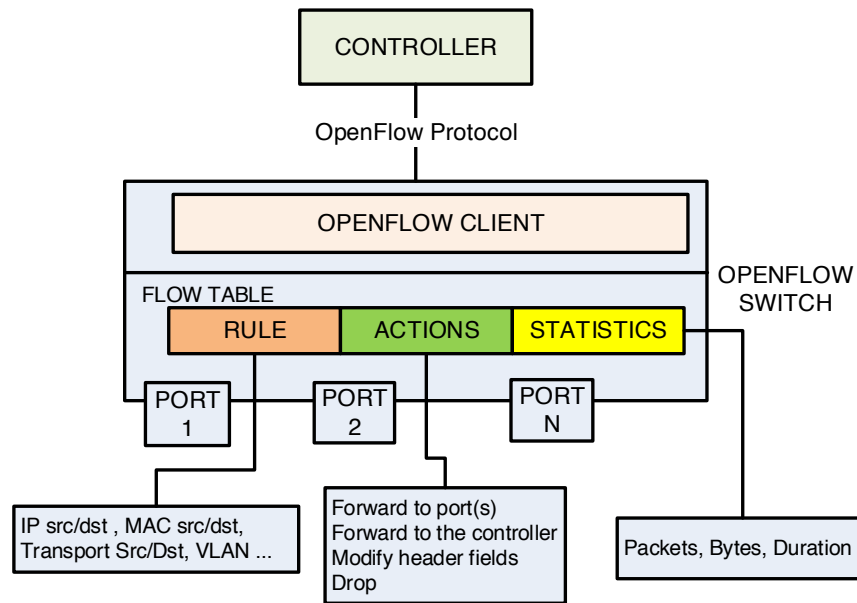 CONTROLLER
OpenFlow Protocol
OPENFLOW CLIENT
OPENFLOW
SWITCH
FLOW TABLE
RULE
ACTIONS
STATISTICS
PORT
1
PORT
2
PORT
N
IP src/dst , MAC src/dst,
Transport Src/Dst, VLAN ...
Forward to port(s)
Forward to the controller
Modify header fields
Drop
Packets, Bytes, Duration